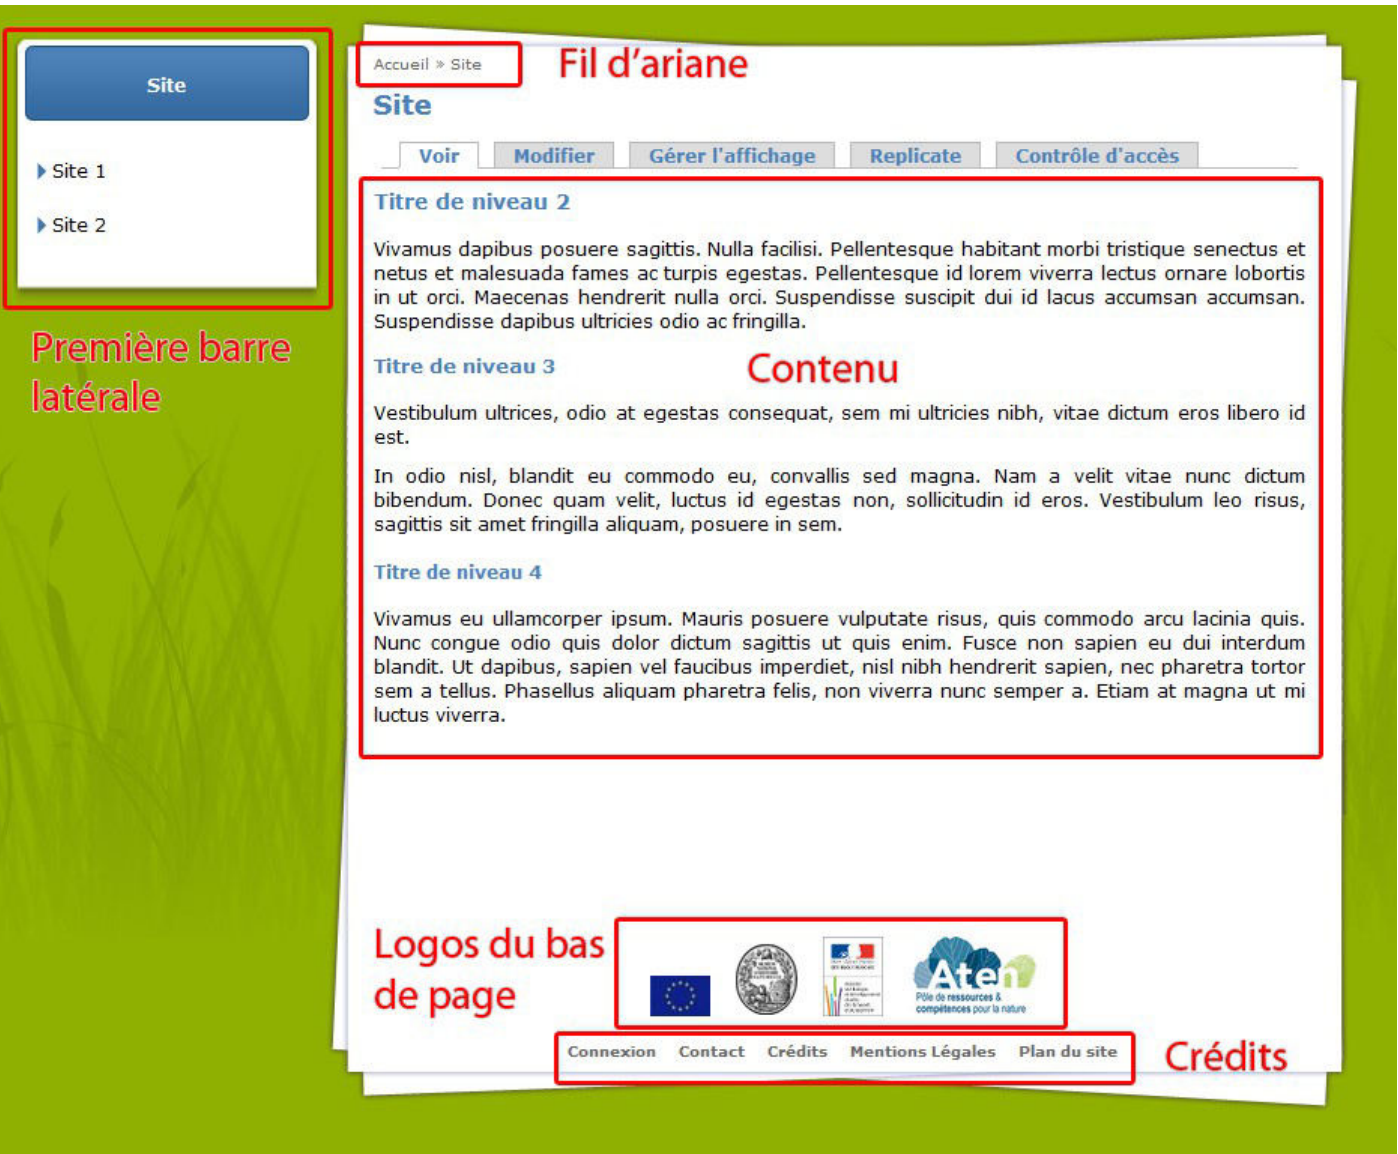 Site
Site 1
Site 2
Première barre
latérale
Accueil » Site
Fil d'ariane
Site
Voir Modifier Gérer l'affichage Replicate Contrôle d'accès
Titre de niveau 2
Vivamus dapibus posuere sagittis. Nulla facilisi. Pellentesque habitant morbi tristique senectus et
netus et malesuada fames ac turpis egestas. Pellentesque id lorem viverra lectus ornare lobortis
in ut orci. Maecenas hendrerit nulla orci. Suspendisse suscipit dui id lacus accumsan accumsan.
Suspendisse dapibus ultricies odio ac fringilla.
Titre de niveau 3
Contenu
Vestibulum ultrices, odio at egestas consequat, sem mi ultricies nibh, vitae dictum eros libero id
est.
In odio nisl, blandit eu commodo eu, convallis sed magna. Nam a velit vitae nunc dictum
bibendum. Donec quam velit, luctus id egestas non, sollicitudin id eros. Vestibulum leo risus,
sagittis sit amet fringilla aliquam, posuere in sem.
Titre de niveau 4
Vivamus eu ullamcorper ipsum. Mauris posuere vulputate risus, quis commodo arcu lacinia quis.
Nunc congue odio quis dolor dictum sagittis ut quis enim. Fusce non sapien eu dui interdum
blandit. Ut dapibus, sapien vel faucibus imperdiet, nisl nibh hendrerit sapien, nec pharetra tortor
sem a tellus. Phasellus aliquam pharetra felis, non viverra nunc semper a. Etiam at magna ut mi
luctus viverra.
Logos du bas
de page
Aten
Pôle de ressources &
compétences pour la nature
Connexion Contact Crédits Mentions Légales Plan du site
Crédits